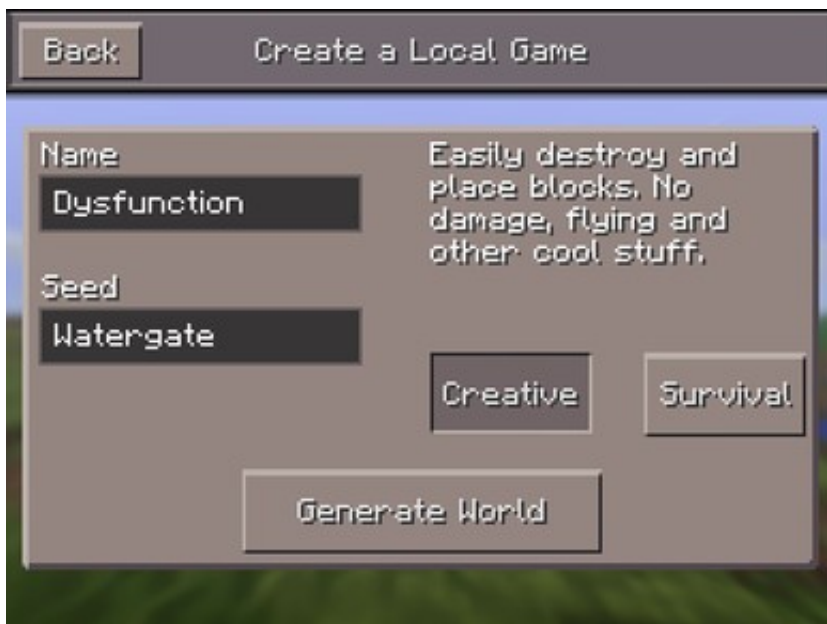 Back
Create a Local Game
Name
Dysfunction
Seed
Watergate
Easily destroy and
place blocks. No
damage, flying and
other cool stuff.
Creative
Survival
Generate World